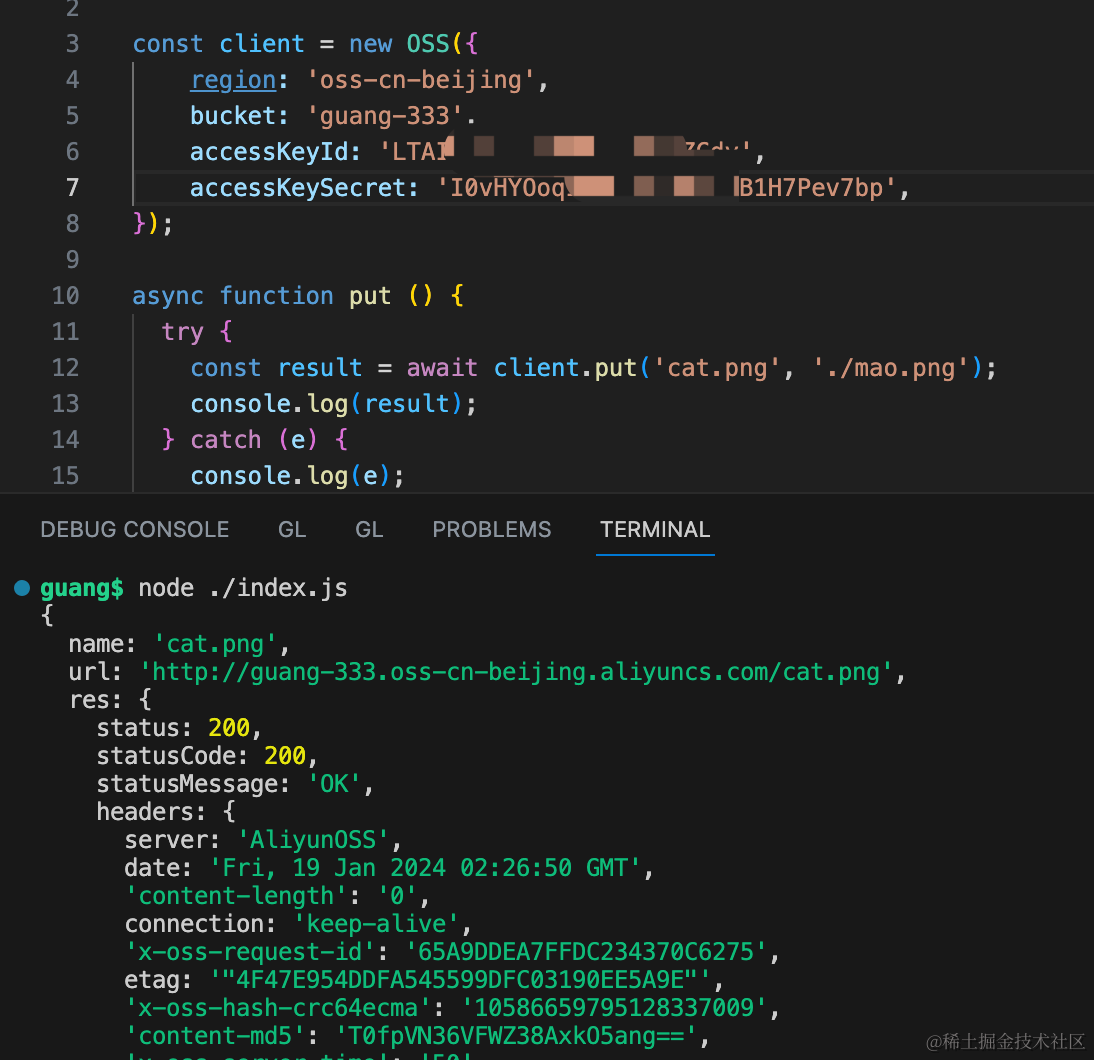 2
3 const client = new OSS({
4 region: 'oss-cn-beijing',
5 bucket: 'guang-333',
6 accessKeyId: 'LTAI ',
7 accessKeySecret: 'I0vHYOoq B1H7Pev7bp',
8 });
9
10 async function put () {
11 try {
12 const result = await client.put('cat.png', './mao.png');
13 console.log(result);
14 } catch (e) {
15 console.log(e);
DEBUG CONSOLE GL GL PROBLEMS TERMINAL
guang$ node ./index.js
{
name: 'cat.png',
url: 'http://guang-333.oss-cn-beijing.aliyuncs.com/cat.png',
res: {
status: 200,
statusCode: 200,
statusMessage: 'OK',
headers: {
server: 'AliyunOSS',
date: 'Fri, 19 Jan 2024 02:26:50 GMT',
'content-length': '0',
connection: 'keep-alive',
'x-oss-request-id': '65A9DDEA7FFDC234370C6275',
etag: '"4F47E954DDFA545599DFC03190EE5A9E"',
'x-oss-hash-crc64ecma': '10586659795128337009',
'content-md5': 'T0fpVN36VFWZ38AxkO5ang==',
@稀土掘金技术社区